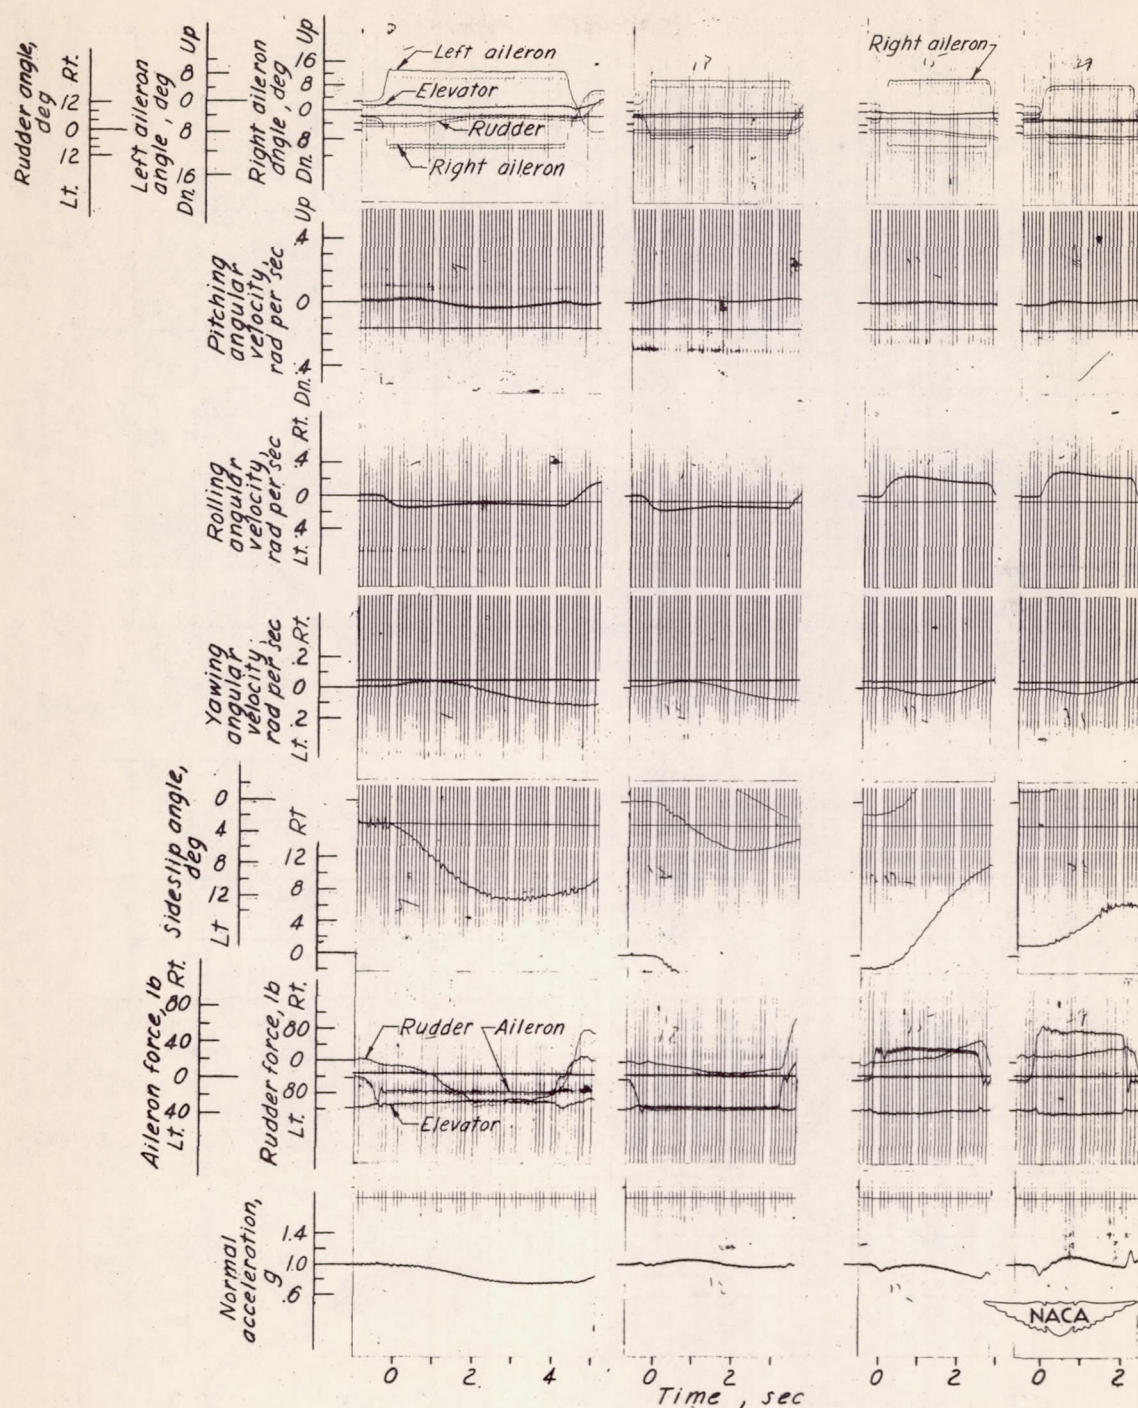 Rudder angle, deg
Rt.
12
0
12
Lt.
Left aileron angle, deg
Up
8
0
8
16
Dn.
Right aileron angle, deg
Up
16
8
0
8
Dn.
Left aileron
Elevator
Rudder
Right aileron
17
Right aileron
Pitching angular velocity, rad per sec
Up
.4
0
.4
Dn.
Rolling angular velocity, rad per sec
Rt.
.4
0
.4
Lt.
Yawing angular velocity, rad per sec
Rt.
.2
0
.2
Lt.
Sideslip angle, deg
0
4
8
12
Lt
RT
12
8
4
0
Aileron force, lb
Rt.
80
40
0
40
Lt.
Rudder force, lb
Rt.
80
0
80
Lt.
Rudder
Aileron
Elevator
Normal acceleration, g
1.4
1.0
.6
NACA
0 2 4 0 2 0 2 0 2
Time, sec